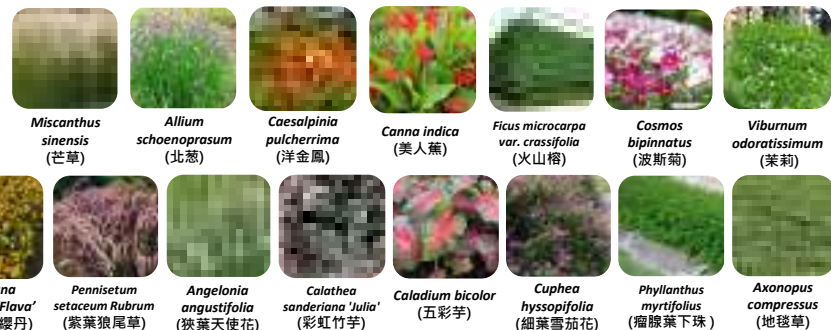 Miscanthus
sinensis
(芒草)
Allium
schoenoprasum
(北葱)
Caesalpinia
pulcherrima
(洋金鳳)
Canna indica
(美人蕉)
Ficus microcarpa
var. crassifolia
(火山榕)
Cosmos
bipinnatus
(波斯菊)
Viburnum
odoratissimum
(茉莉)
na
Flava’
纓丹)
Pennisetum
setaceum Rubrum
(紫葉狼尾草)
Angelonia
angustifolia
(狹葉天使花)
Calathea
sanderiana 'Julia'
(彩虹竹芋)
Caladium bicolor
(五彩芋)
Cuphea
hyssopifolia
(細葉雪茄花)
Phyllanthus
myrtifolius
(瘤腺葉下珠)
Axonopus
compressus
(地毯草)